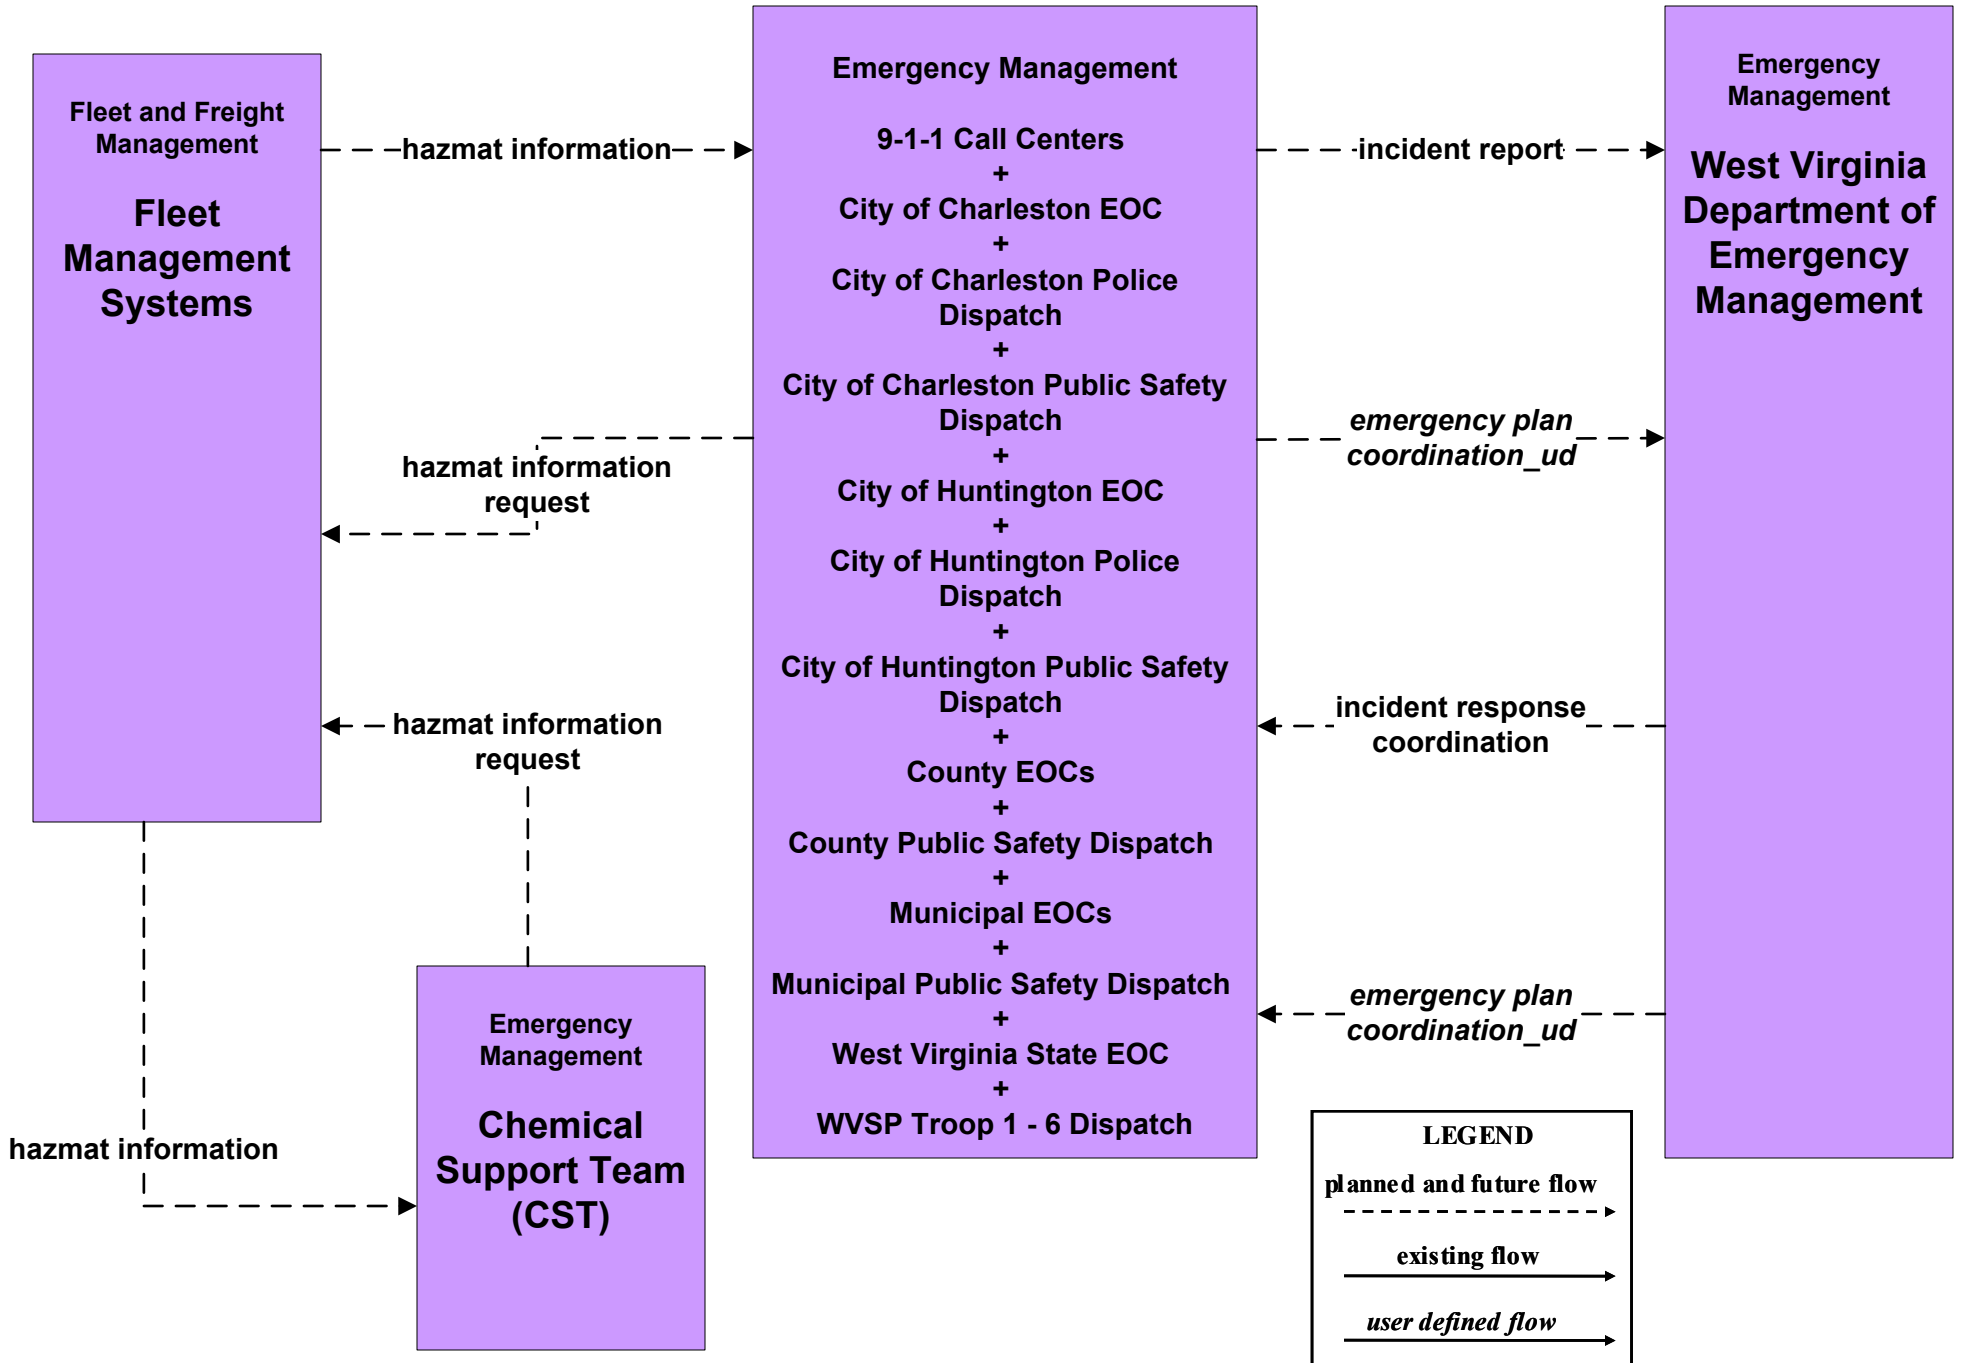 Fleet and Freight
Management
Fleet
Management
Systems
hazmat information
hazmat information
request
hazmat information
request
hazmat information
Emergency
Management
Chemical
Support Team
(CST)
Emergency Management
9-1-1 Call Centers
+
City of Charleston EOC
+
City of Charleston Police
Dispatch
+
City of Charleston Public Safety
Dispatch
+
City of Huntington EOC
+
City of Huntington Police
Dispatch
+
City of Huntington Public Safety
Dispatch
+
County EOCs
+
County Public Safety Dispatch
+
Municipal EOCs
+
Municipal Public Safety Dispatch
+
West Virginia State EOC
+
WVSP Troop 1 - 6 Dispatch
incident report
emergency plan
coordination_ud
incident response
coordination
emergency plan
coordination_ud
Emergency
Management
West Virginia
Department of
Emergency
Management
LEGEND
planned and future flow
existing flow
user defined flow